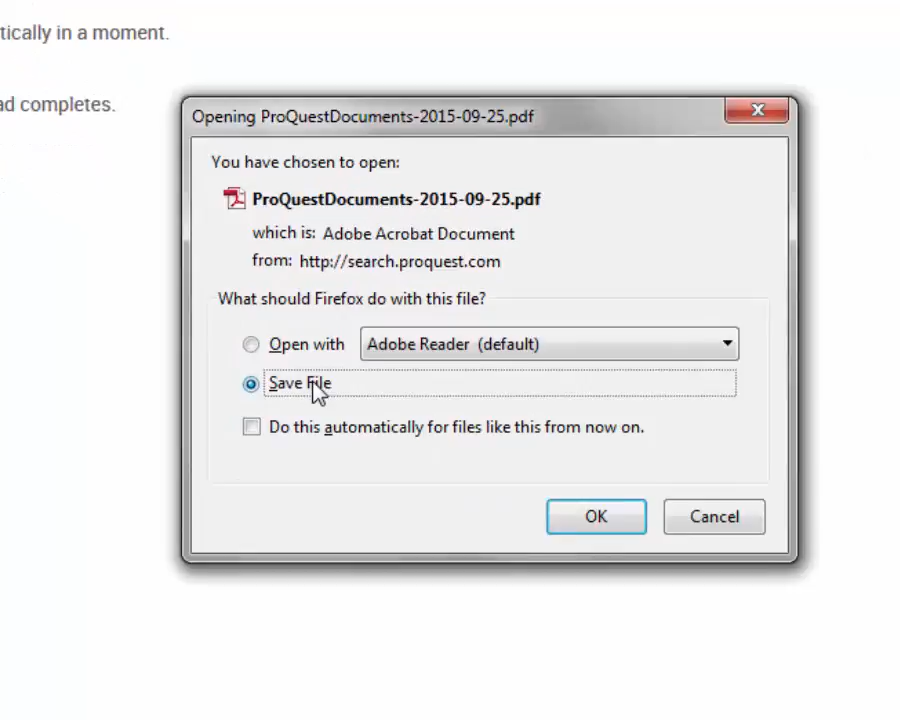 tically in a moment.
ad completes.
Opening ProQuestDocuments-2015-09-25.pdf
You have chosen to open:
ProQuestDocuments-2015-09-25.pdf
which is: Adobe Acrobat Document
from: http://search.proquest.com
What should Firefox do with this file?
Open with Adobe Reader (default)
Save File
Do this automatically for files like this from now on.
OK Cancel